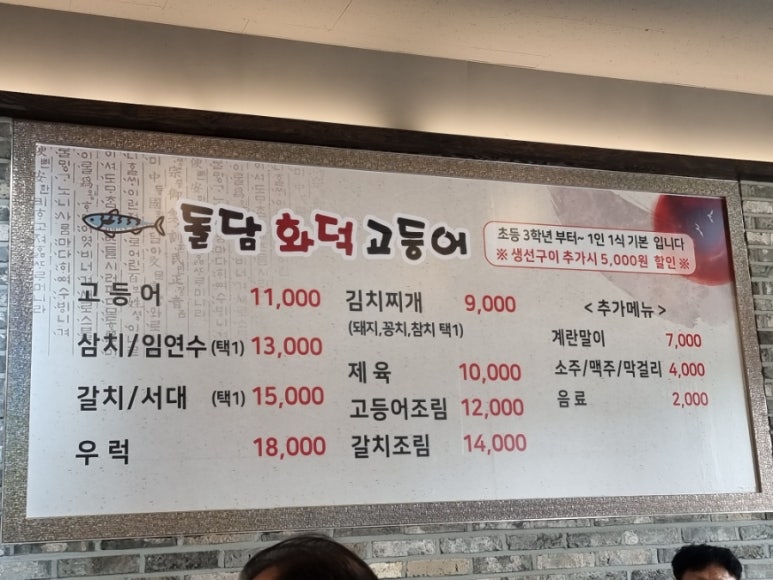 돌담 화덕 고등어
초등 3학년 부터~ 1인 1식 기본 입니다
※ 생선구이 추가시 5,000원 할인 ※
고등어 11,000
삼치/임연수 (택1) 13,000
갈치/서대 (택1) 15,000
우럭 18,000
김치찌개 9,000
(돼지,꽁치,참치 택1)
제육 10,000
고등어조림 12,000
갈치조림 14,000
< 추가메뉴 >
계란말이 7,000
소주/맥주/막걸리 4,000
음료 2,000